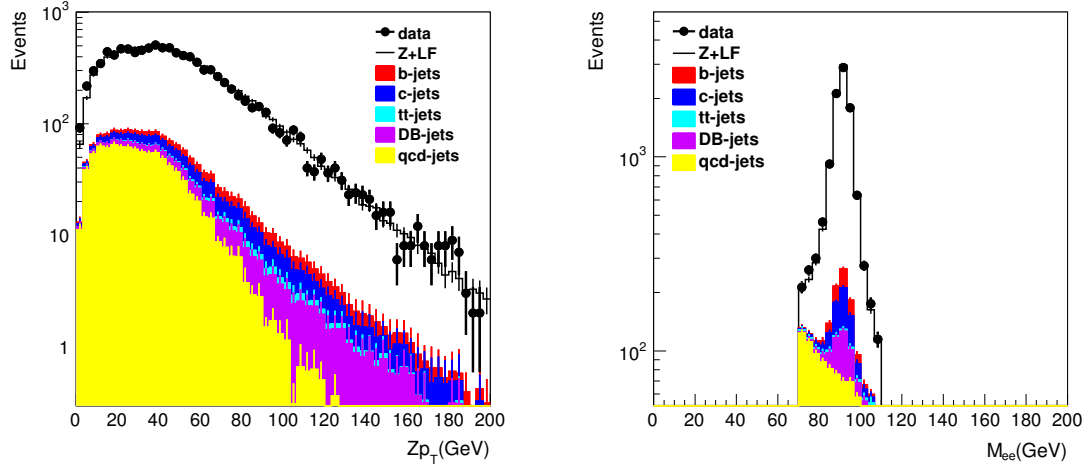 Events
10³
10²
10
1
data
Z+LF
b-jets
c-jets
tt-jets
DB-jets
qcd-jets
0 20 40 60 80 100 120 140 160 180 200
Zp_T(GeV)
Events
10³
10²
data
Z+LF
b-jets
c-jets
tt-jets
DB-jets
qcd-jets
0 20 40 60 80 100 120 140 160 180 200
M_ee(GeV)